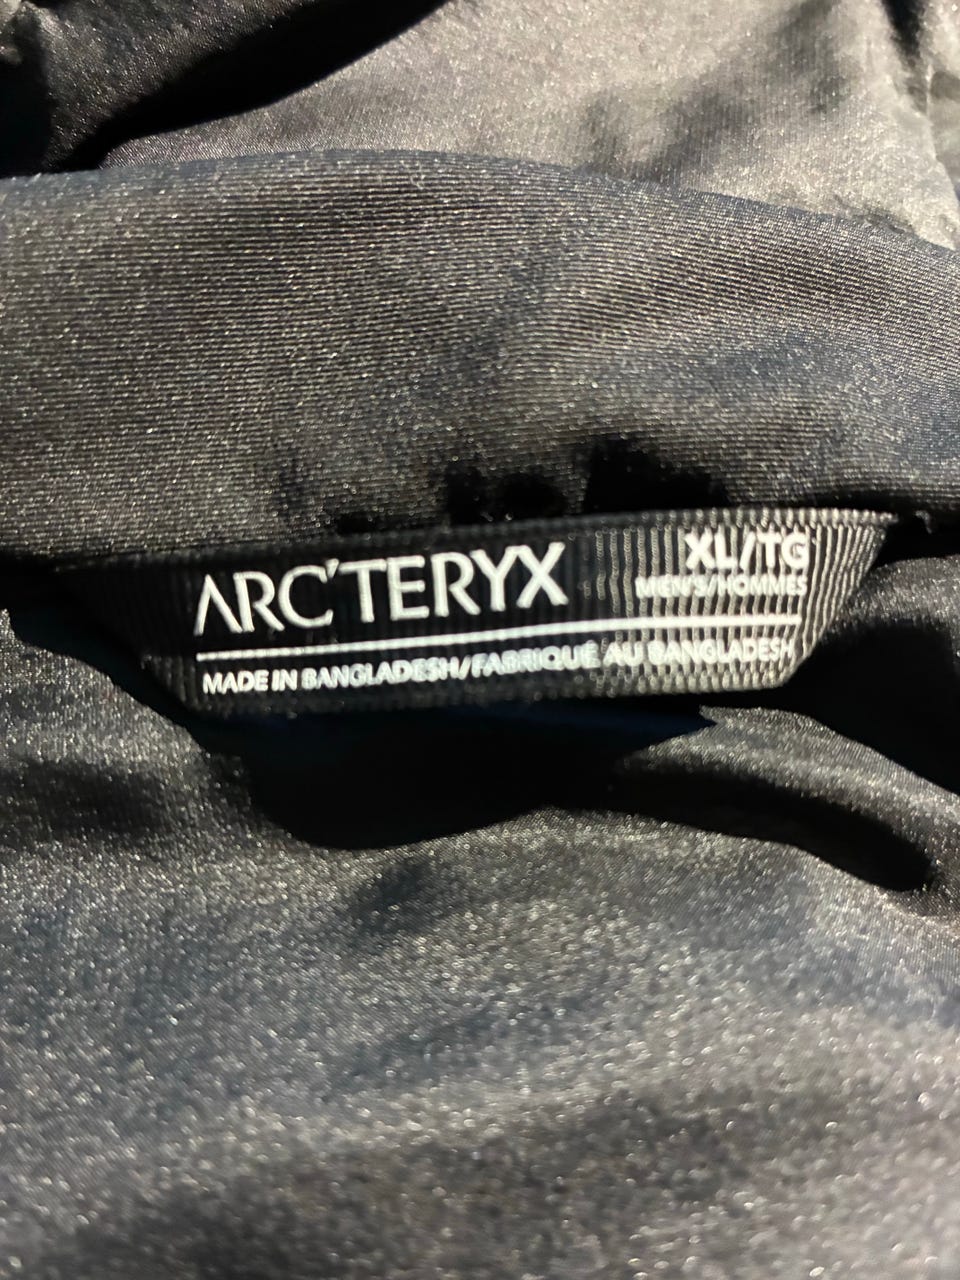 ARC'TERYX
XL/TG
MEN'S/HOMMES
MADE IN BANGLADESH/FABRIQUÉ AU BANGLADESH